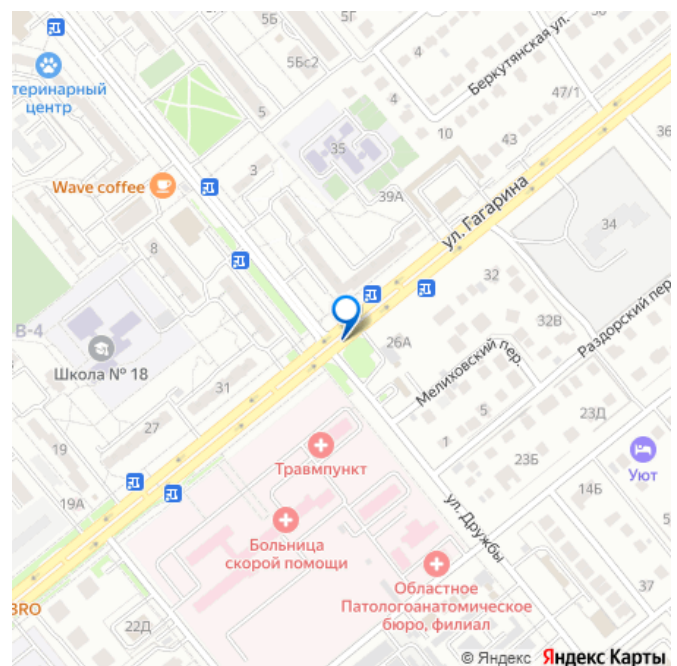 5Б
5Г
4
Беркутянская ул.
5Бс2
теринарный
центр
47/1
4
5
10
43
36
35
3
Wave coffee
39А
ул. Гагарина
34
8
32
В-4
32В
Раздорский пер
26А
Мелиховский пер.
Школа № 18
31
5
23Д
27
1
19
Травмпункт
23Б
Уют
19А
14Б
ул. Дружбы
5
Больница
скорой помощи
Областное
Патологоанатомическое
бюро, филиал
37
BRO
22Д
© Яндекс Яндекс Карты